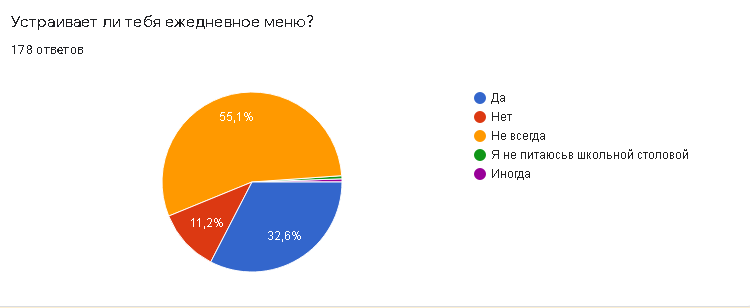 Устраивает ли тебя ежедневное меню?
178 ответов
55,1%
11,2%
32,6%
Да
Нет
Не всегда
Я не питаюсьв школьной столовой
Иногда